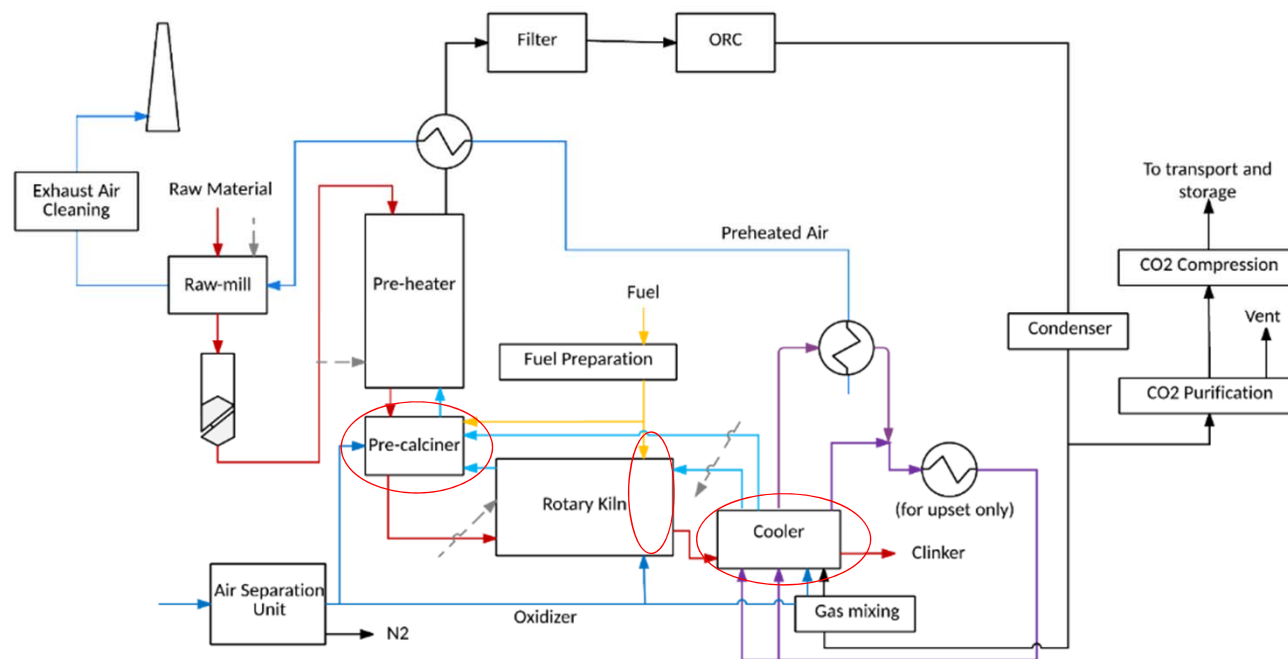 Filter
ORC
Exhaust Air
Cleaning
Raw Material
To transport and
storage
Preheated Air
Raw-mill
Pre-heater
CO2 Compression
Fuel
Vent
Condenser
Fuel Preparation
CO2 Purification
Pre-calciner
Rotary Kiln
(for upset only)
Cooler
Clinker
Air Separation
Unit
Oxidizer
Gas mixing
N2